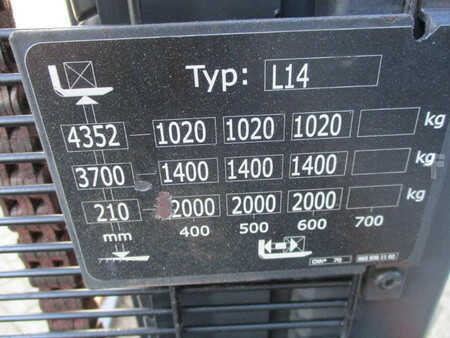 Typ: L14
4352 1020 1020 1020 kg
3700 1400 1400 1400 kg
210 2000 2000 2000 kg
mm 400 500 600 700